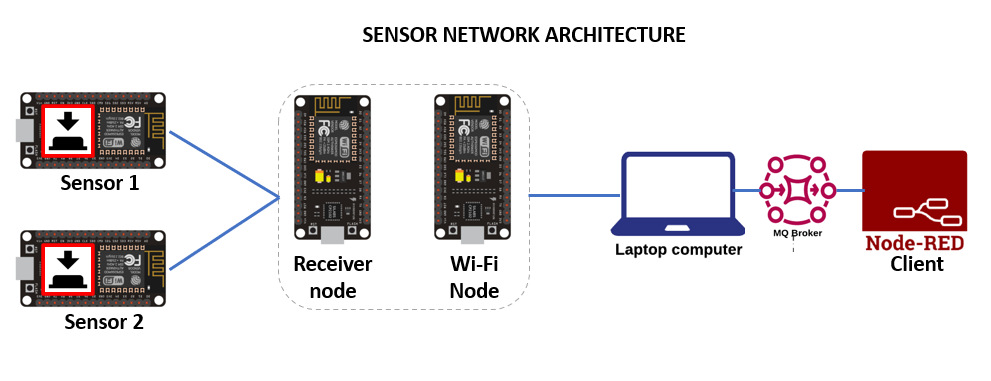 SENSOR NETWORK ARCHITECTURE
Sensor 1
Sensor 2
Receiver
node
Wi-Fi
Node
Laptop computer
MQ Broker
Node-RED
Client